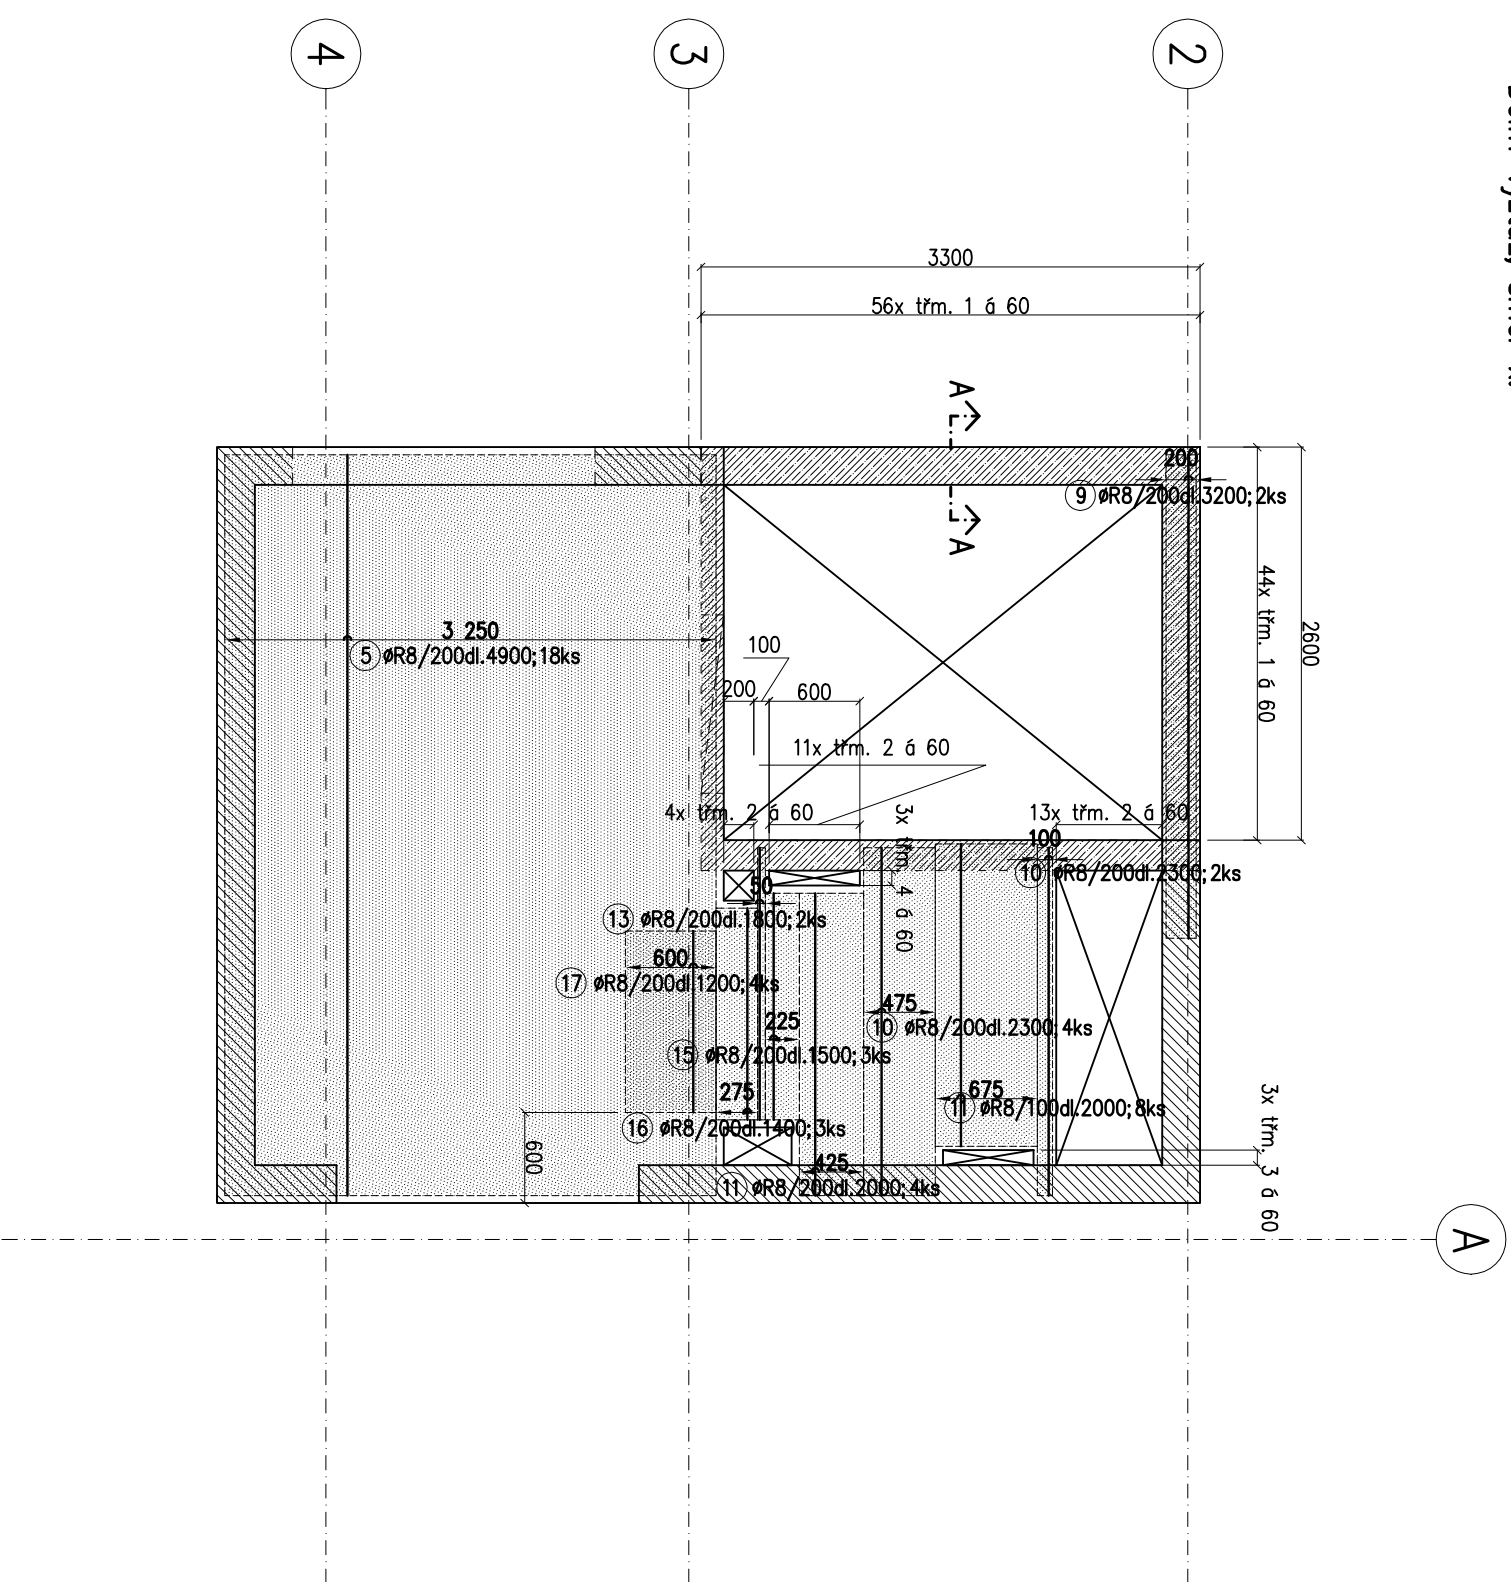 4
3
2
3300
56x třm. 1 á 60
A
A
200
9 øR8/200dl.3200;2ks
44x třm. 1 á 60
2600
3 250
5 øR8/200dl.4900;18ks
100
200
600
11x třm. 2 á 60
4x třm. 2 á 60
3x třm. 4 á 60
13x třm. 2 á 60
100
10 øR8/200dl.2300;2ks
50
13 øR8/200dl.1800;2ks
600
17 øR8/200dl.1200;4ks
475
10 øR8/200dl.2300;4ks
225
15 øR8/200dl.1500;3ks
275
16 øR8/200dl.1400;3ks
675
11 øR8/100dl.2000;8ks
3x třm. 3 á 60
600
425
11 øR8/200dl.2000;4ks
A